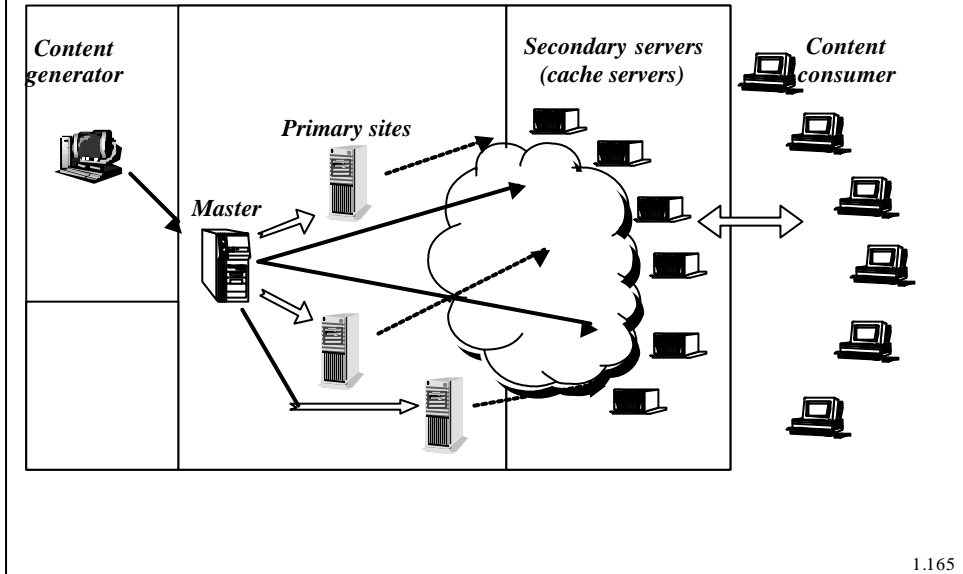 Content
generator
Secondary servers
(cache servers)
Content
consumer
Primary sites
Master
1.165